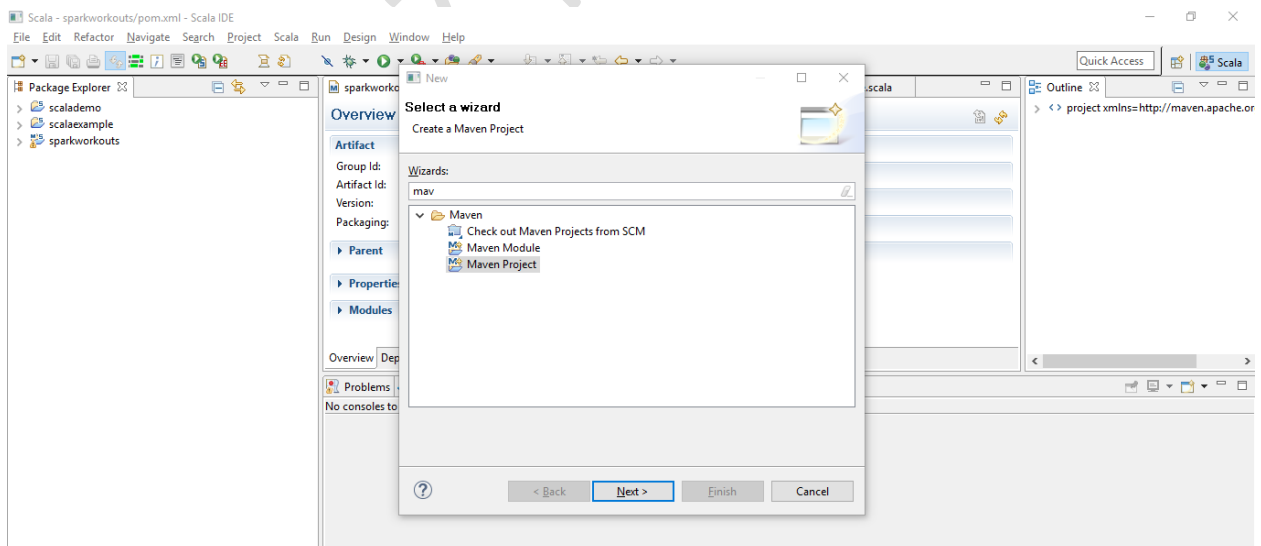 Scala - sparkworkouts/pom.xml - Scala IDE
File Edit Refactor Navigate Search Project Scala Run Design Window Help
Quick Access
Scala
Package Explorer
scalademo
scalaexample
sparkworkouts
sparkworko
.scala
Overview
Artifact
Group Id:
Artifact Id:
Version:
Packaging:
Parent
Propertie
Modules
Overview Dep
Problems
No consoles to
New
Select a wizard
Create a Maven Project
Wizards:
mav
Maven
Check out Maven Projects from SCM
Maven Module
Maven Project
< Back Next > Finish Cancel
Outline
project xmlns=http://maven.apache.or